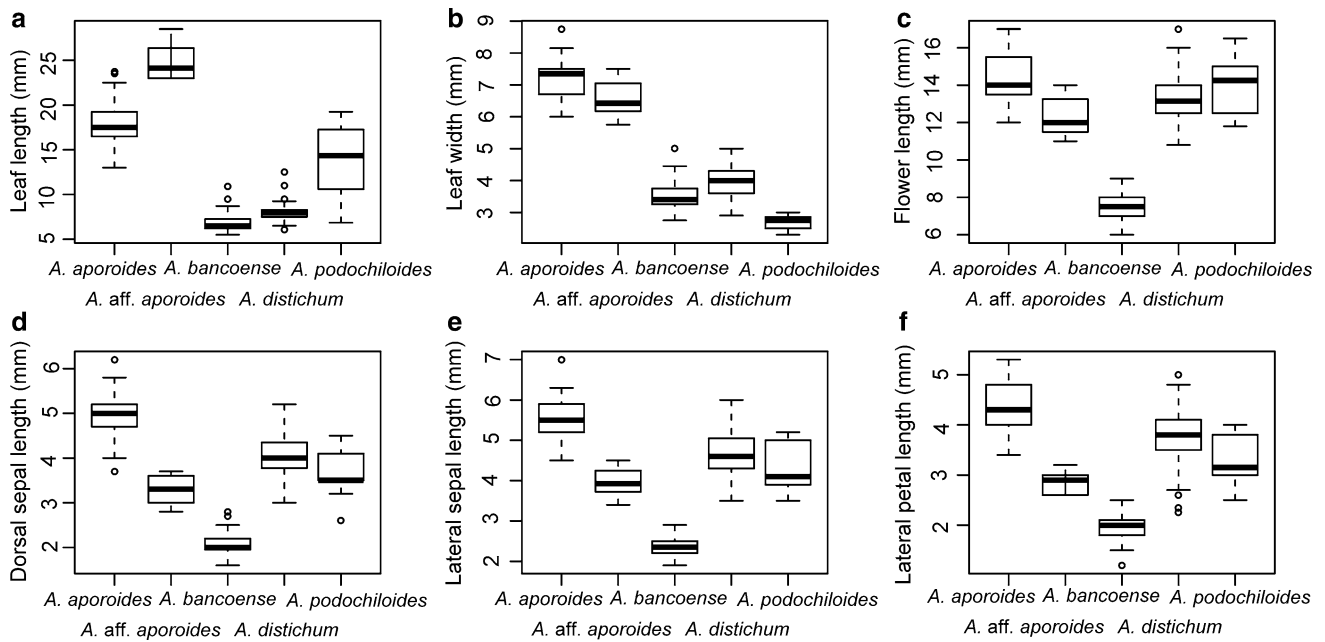 a
Leaf length (mm)
25
20
15
10
5
A. aporoides A. bancoense A. podochiloides
A. aff. aporoides A. distichum
b
Leaf width (mm)
9
8
7
6
5
4
3
A. aporoides A. bancoense A. podochiloides
A. aff. aporoides A. distichum
c
Flower length (mm)
16
14
12
10
8
6
A. aporoides A. bancoense A. podochiloides
A. aff. aporoides A. distichum
d
Dorsal sepal length (mm)
6
5
4
3
2
A. aporoides A. bancoense A. podochiloides
A. aff. aporoides A. distichum
e
Lateral sepal length (mm)
7
6
5
4
3
2
A. aporoides A. bancoense A. podochiloides
A. aff. aporoides A. distichum
f
Lateral petal length (mm)
5
4
3
2
A. aporoides A. bancoense A. podochiloides
A. aff. aporoides A. distichum